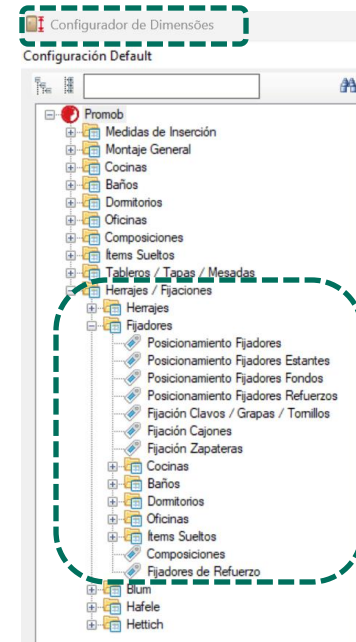 Configurador de Dimensões
Configuración Default
Promob
Medidas de Inserción
Montaje General
Cocinas
Baños
Dormitorios
Oficinas
Composiciones
Ítems Sueltos
Tableros / Tapas / Mesadas
Herrajes / Fijaciones
Herrajes
Fijadores
Posicionamiento Fijadores
Posicionamiento Fijadores Estantes
Posicionamiento Fijadores Fondos
Posicionamiento Fijadores Refuerzos
Fijación Clavos / Grapas / Tornillos
Fijación Cajones
Fijación Zapateras
Cocinas
Baños
Dormitorios
Oficinas
Ítems Sueltos
Composiciones
Fijadores de Refuerzo
Blum
Hafele
Hettich